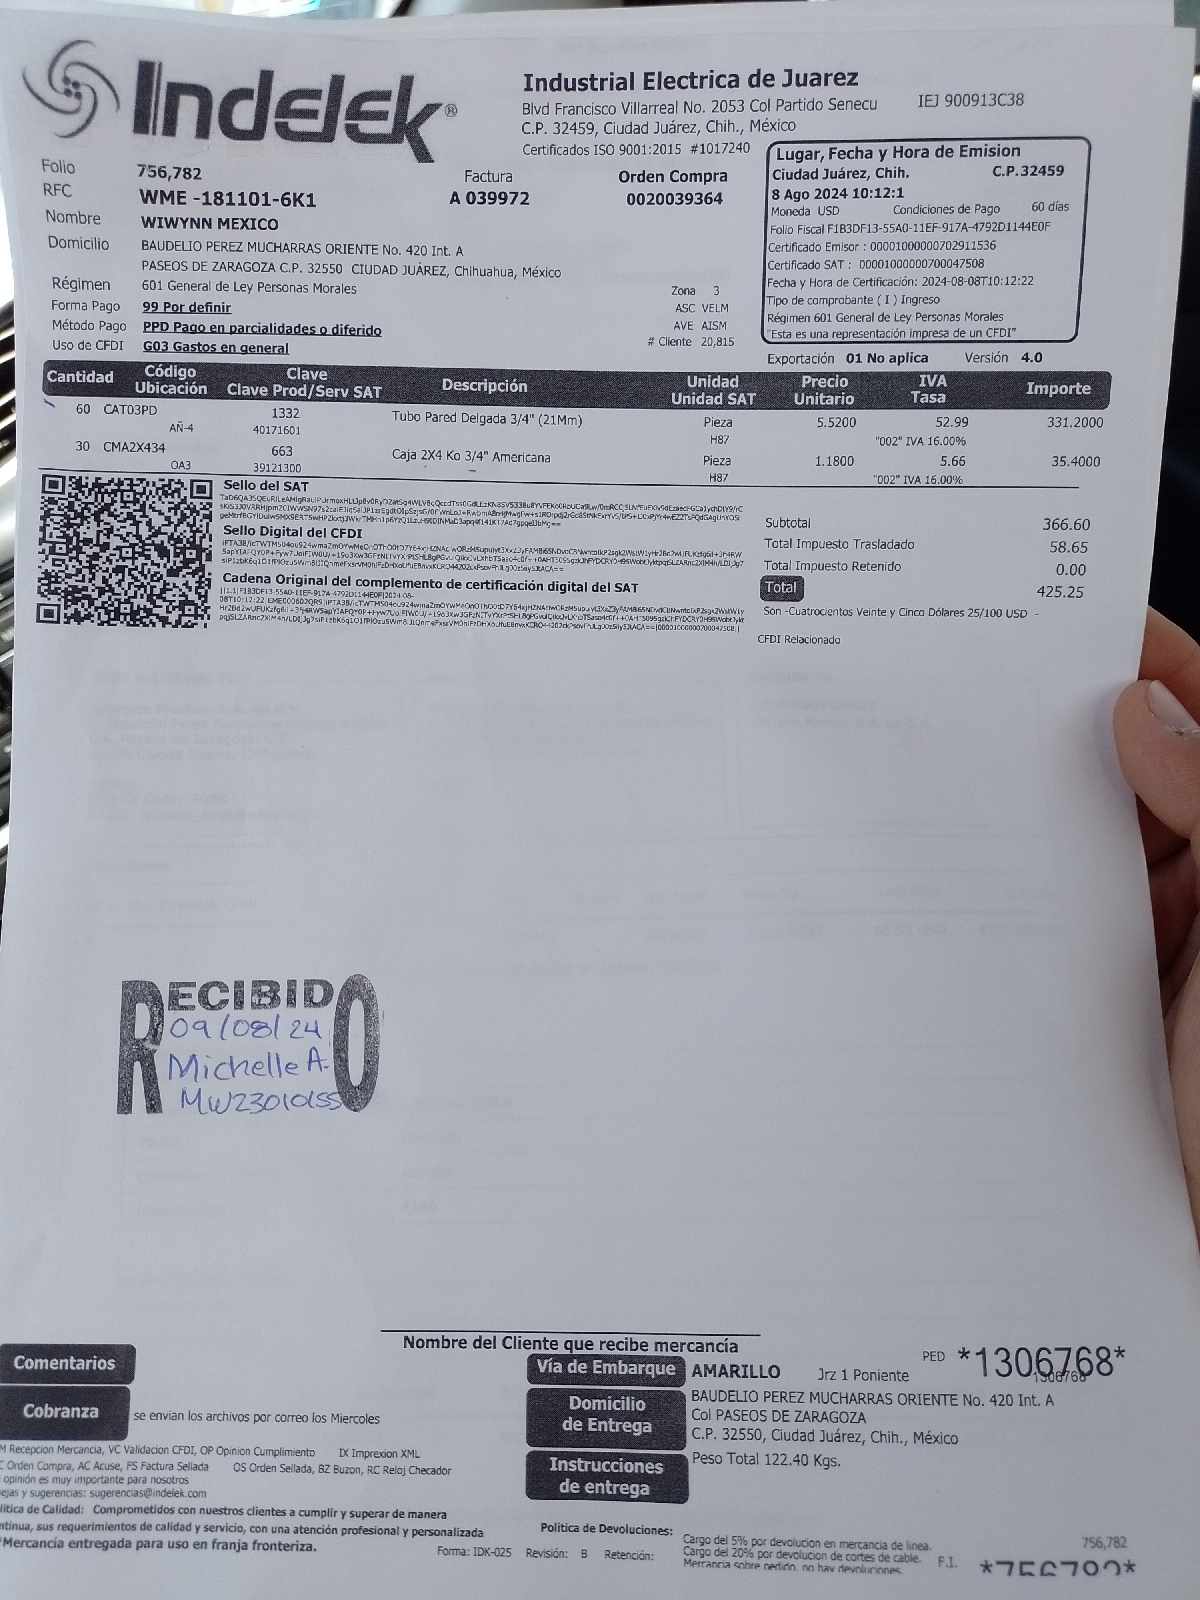 Indelek®
Industrial Electrica de Juarez
Blvd Francisco Villarreal No. 2053 Col Partido Senecu IEJ 900913C38
C.P. 32459, Ciudad Juárez, Chih., México
Certificados ISO 9001:2015 #1017240
Folio 756,782 Factura Orden Compra
RFC WME -181101-6K1 A 039972 0020039364
Nombre WIWYNN MEXICO
Domicilio BAUDELIO PEREZ MUCHARRAS ORIENTE No. 420 Int. A
PASEOS DE ZARAGOZA C.P. 32550 CIUDAD JUÁREZ, Chihuahua, México
Régimen 601 General de Ley Personas Morales
Forma Pago 99 Por definir
Método Pago PPD Pago en parcialidades o diferido
Uso de CFDI G03 Gastos en general
Zona 3
ASC VELM
AVE AISM
# Cliente 20,815
Lugar, Fecha y Hora de Emision
Ciudad Juárez, Chih. C.P.32459
8 Ago 2024 10:12:1
Moneda USD Condiciones de Pago 60 días
Folio Fiscal F1B3DF13-55A0-11EF-917A-4792D1144E0F
Certificado Emisor : 00001000000702911536
Certificado SAT : 00001000000700047508
Fecha y Hora de Certificación: 2024-08-08T10:12:22
Tipo de comprobante ( I ) Ingreso
Régimen 601 General de Ley Personas Morales
"Esta es una representación impresa de un CFDI"
Exportación 01 No aplica Versión 4.0
Cantidad Código Ubicación Clave Clave Prod/Serv SAT Descripción Unidad Unidad SAT Precio Unitario IVA Tasa Importe
60 CAT03PD 1332 Tubo Pared Delgada 3/4" (21Mm) Pieza 5.5200 52.99 331.2000
AÑ-4 40171601 H87 "002" IVA 16.00%
30 CMA2X434 663 Caja 2X4 Ko 3/4" Americana Pieza 1.1800 5.66 35.4000
OA3 39121300 H87 "002" IVA 16.00%
Sello del SAT
Sello Digital del CFDI
Cadena Original del complemento de certificación digital del SAT
Subtotal 366.60
Total Impuesto Trasladado 58.65
Total Impuesto Retenido 0.00
Total 425.25
Son -Cuatrocientos Veinte y Cinco Dólares 25/100 USD -
CFDI Relacionado
RECIBIDO
09/08/24
Michelle A.
Nombre del Cliente que recibe mercancía
Comentarios
Cobranza se envian los archivos por correo los Miercoles
Vía de Embarque AMARILLO Jrz 1 Poniente PED *1306768*
1306768
Domicilio de Entrega BAUDELIO PEREZ MUCHARRAS ORIENTE No. 420 Int. A
Col PASEOS DE ZARAGOZA
C.P. 32550, Ciudad Juárez, Chih., México
Instrucciones de entrega Peso Total 122.40 Kgs.
M Recepcion Mercancia, VC Validacion CFDI, OP Opinion Cumplimiento IX Imprexion XML
C Orden Compra, AC Acuse, FS Factura Sellada OS Orden Sellada, BZ Buzon, RC Reloj Checador
opinión es muy importante para nosotros
ejas y sugerencias: sugerencias@indelek.com
lítica de Calidad: Comprometidos con nuestros clientes a cumplir y superar de manera
ntinua, sus requerimientos de calidad y servicio, con una atención profesional y personalizada
*Mercancía entregada para uso en franja fronteriza.
Forma: IDK-025 Revisión: B Retención:
Politica de Devoluciones: Cargo del 5% por devolucion en mercancia de linea.
Cargo del 20% por devolucion de cortes de cable.
Mercancia sobre pedido, no hay devoluciones.
F.I. 756,782
*756782*